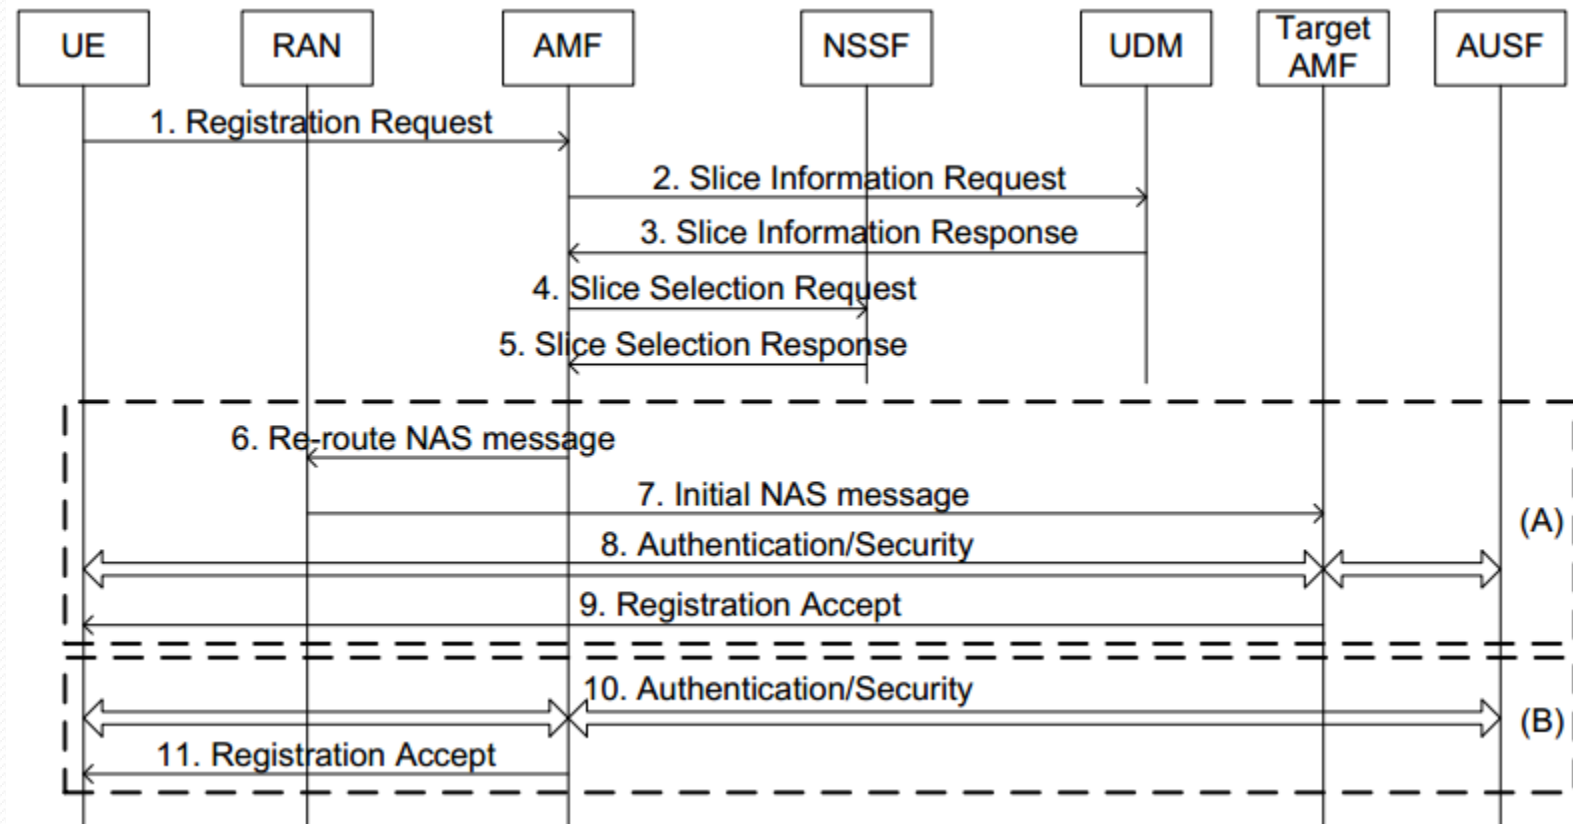 UE
RAN
AMF
NSSF
UDM
Target
AMF
AUSF
1. Registration Request
2. Slice Information Request
3. Slice Information Response
4. Slice Selection Request
5. Slice Selection Response
6. Re-route NAS message
7. Initial NAS message
(A)
8. Authentication/Security
9. Registration Accept
10. Authentication/Security
(B)
11. Registration Accept